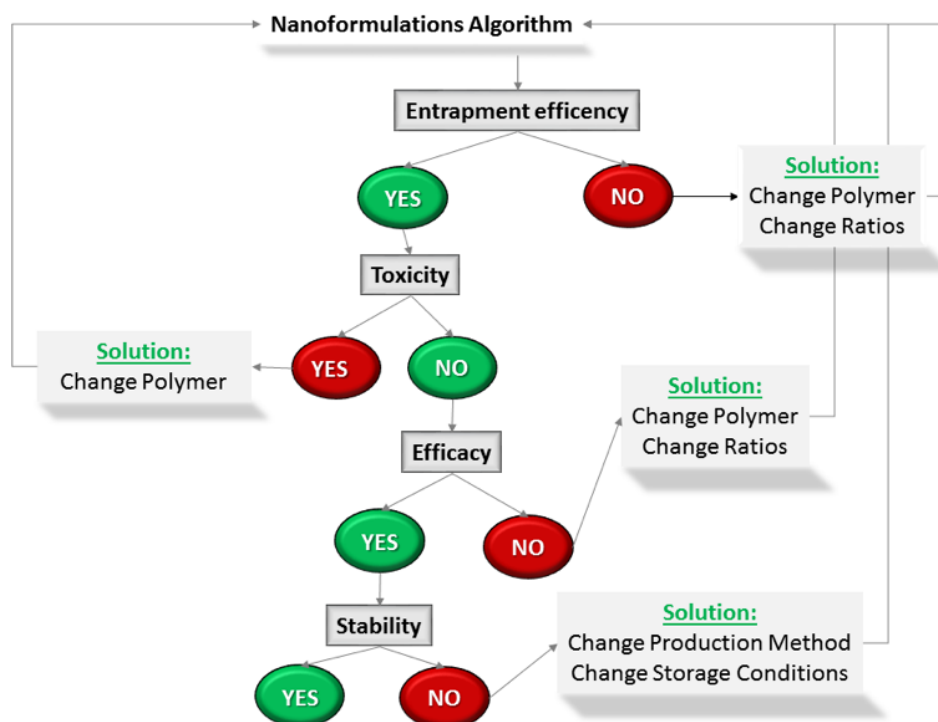 Nanoformulations Algorithm
Entrapment efficency
YES
NO
Solution:
Change Polymer
Change Ratios
Toxicity
Solution:
Change Polymer
YES
NO
Solution:
Change Polymer
Change Ratios
Efficacy
YES
NO
Solution:
Change Production Method
Change Storage Conditions
Stability
YES
NO